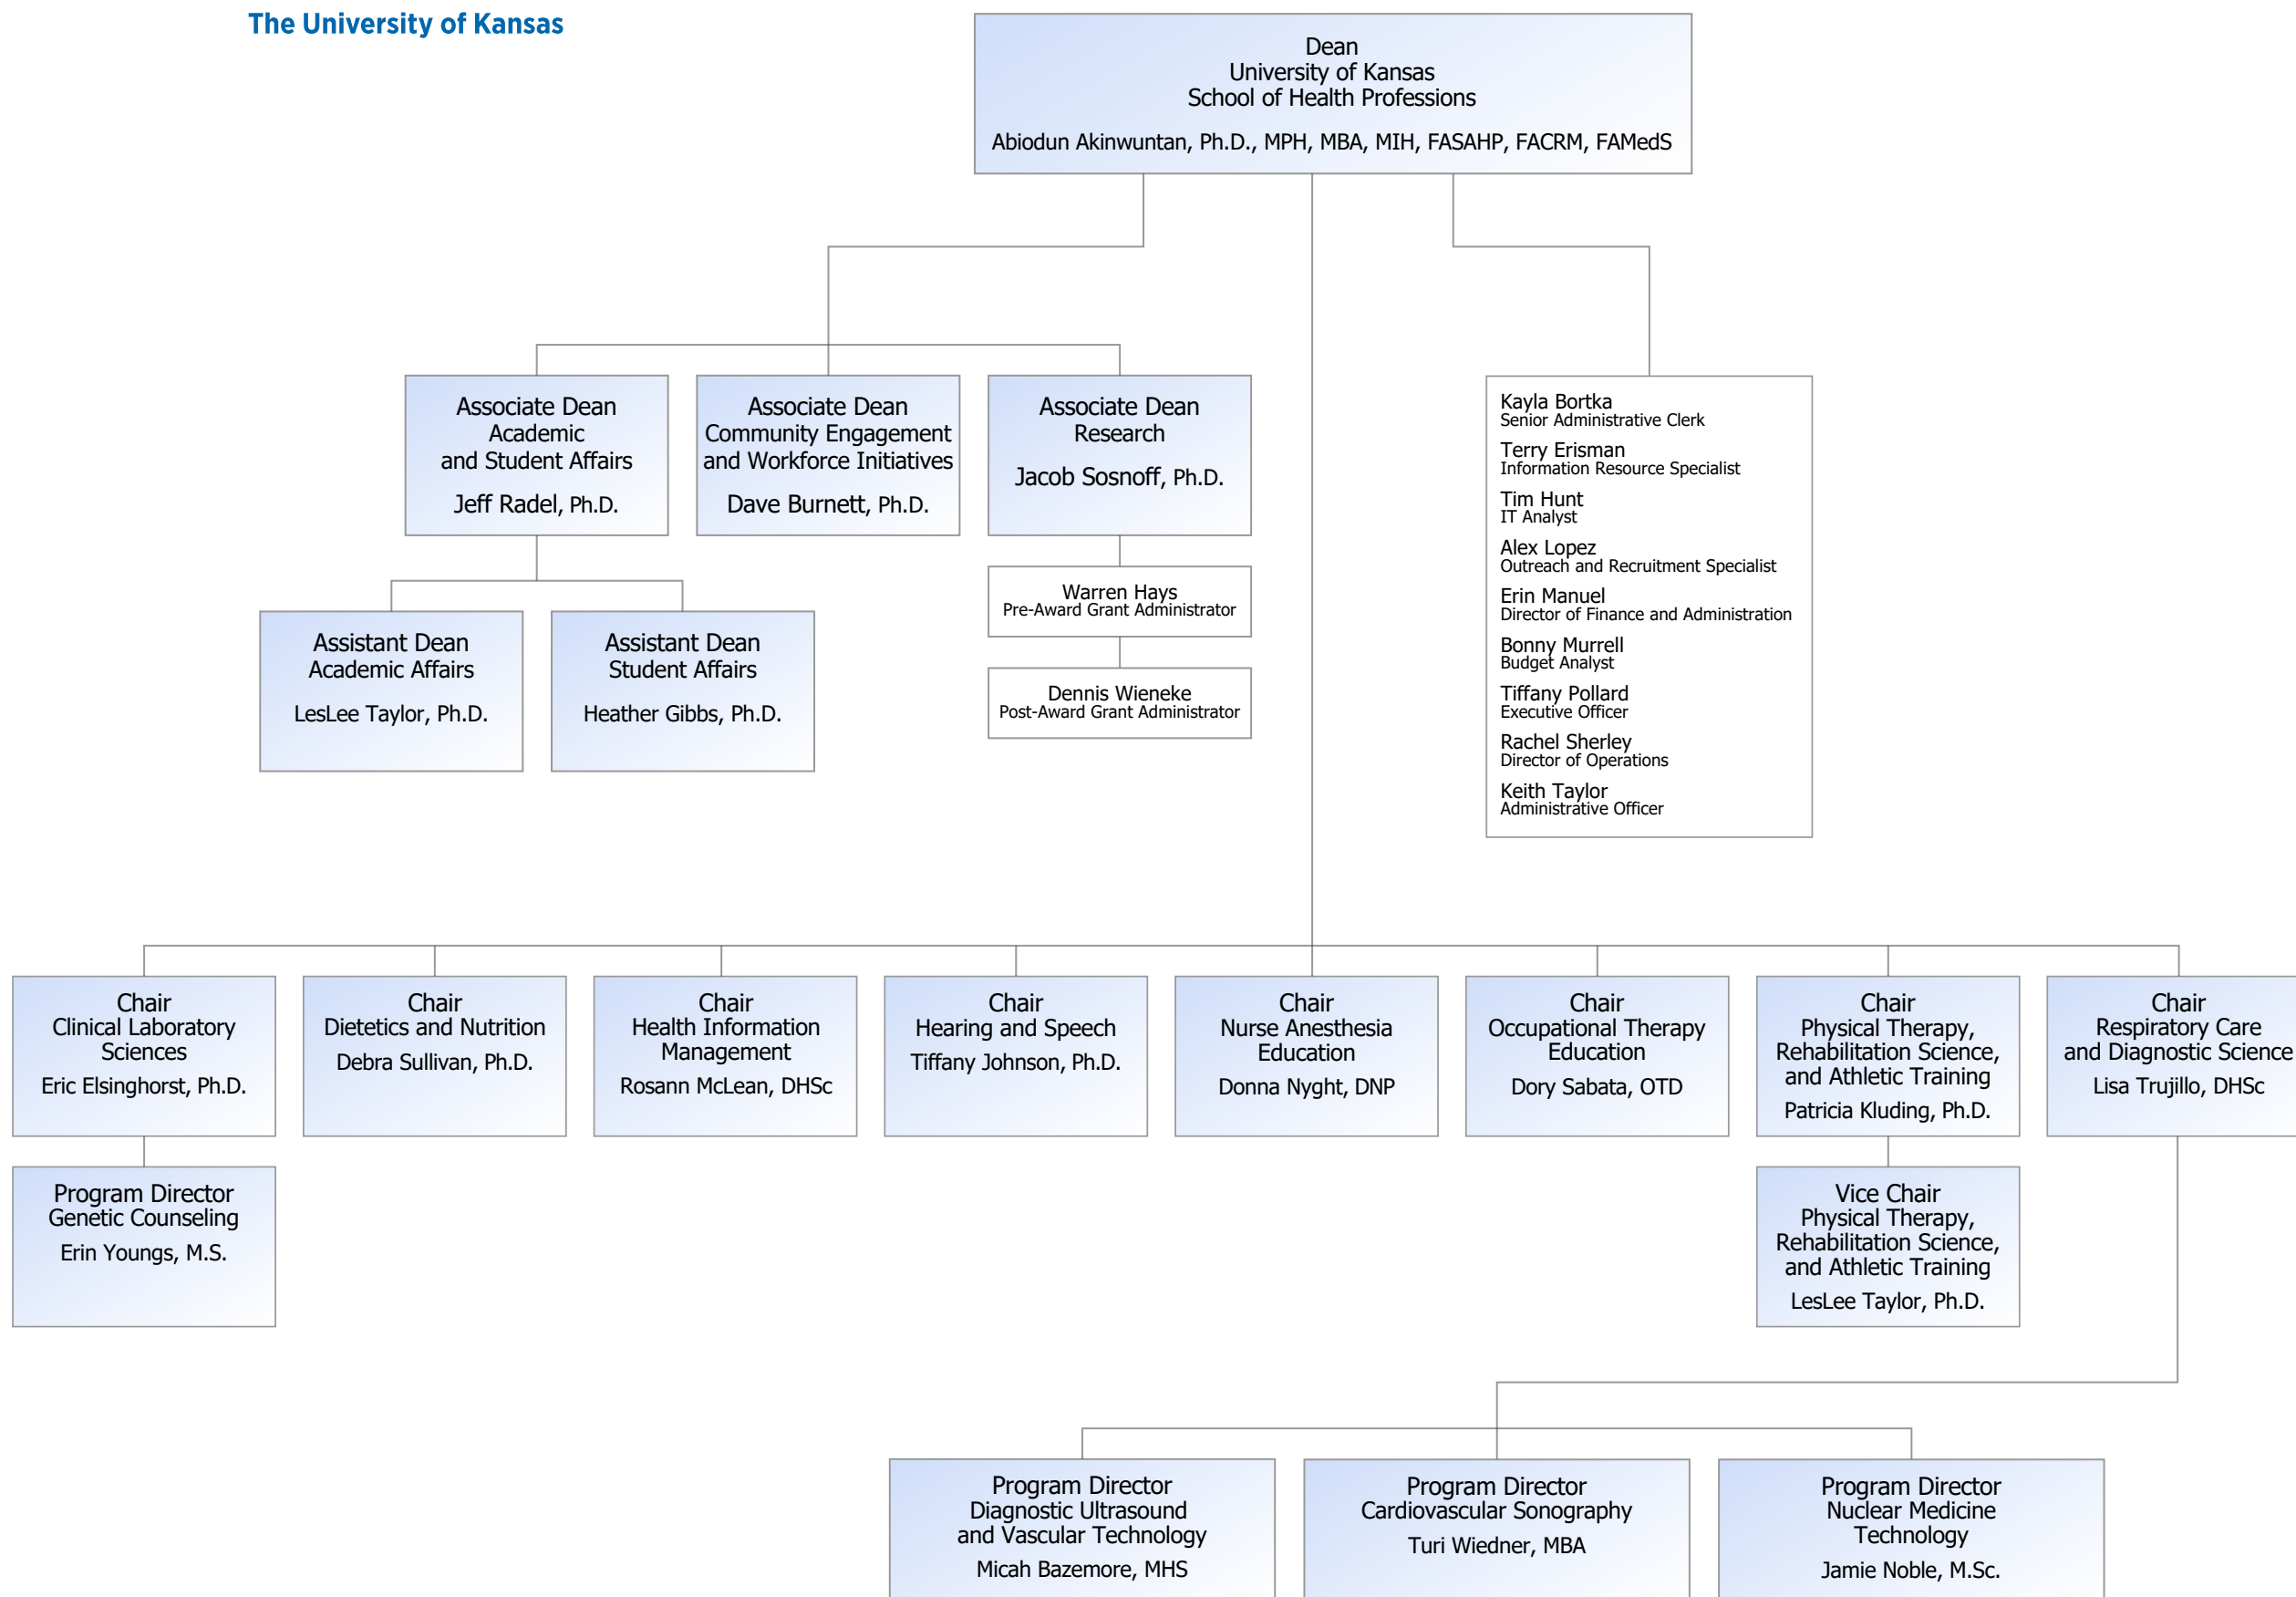 The University of Kansas
Dean
University of Kansas
School of Health Professions
Abiodun Akinwuntan, Ph.D., MPH, MBA, MIH, FASAHP, FACRM, FAMedS
Associate Dean
Academic
and Student Affairs
Jeff Radel, Ph.D.
Associate Dean
Community Engagement
and Workforce Initiatives
Dave Burnett, Ph.D.
Associate Dean
Research
Jacob Sosnoff, Ph.D.
Warren Hays
Pre-Award Grant Administrator
Dennis Wieneke
Post-Award Grant Administrator
Assistant Dean
Academic Affairs
LesLee Taylor, Ph.D.
Assistant Dean
Student Affairs
Heather Gibbs, Ph.D.
Kayla Bortka
Senior Administrative Clerk
Terry Erisman
Information Resource Specialist
Tim Hunt
IT Analyst
Alex Lopez
Outreach and Recruitment Specialist
Erin Manuel
Director of Finance and Administration
Bonny Murrell
Budget Analyst
Tiffany Pollard
Executive Officer
Rachel Sherley
Director of Operations
Keith Taylor
Administrative Officer
Chair
Clinical Laboratory
Sciences
Eric Elsinghorst, Ph.D.
Chair
Dietetics and Nutrition
Debra Sullivan, Ph.D.
Chair
Health Information
Management
Rosann McLean, DHSc
Chair
Hearing and Speech
Tiffany Johnson, Ph.D.
Chair
Nurse Anesthesia
Education
Donna Nyght, DNP
Chair
Occupational Therapy
Education
Dory Sabata, OTD
Chair
Physical Therapy,
Rehabilitation Science,
and Athletic Training
Patricia Kluding, Ph.D.
Chair
Respiratory Care
and Diagnostic Science
Lisa Trujillo, DHSc
Program Director
Genetic Counseling
Erin Youngs, M.S.
Vice Chair
Physical Therapy,
Rehabilitation Science,
and Athletic Training
LesLee Taylor, Ph.D.
Program Director
Diagnostic Ultrasound
and Vascular Technology
Micah Bazemore, MHS
Program Director
Cardiovascular Sonography
Turi Wiedner, MBA
Program Director
Nuclear Medicine
Technology
Jamie Noble, M.Sc.